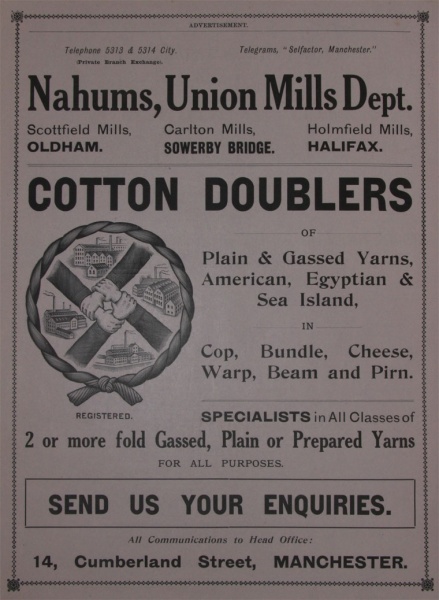 ADVERTISEMENT.
Telephone 5313 & 5314 City. Telegrams, "Selfactor, Manchester."
(Private Branch Exchange).
Nahums, Union Mills Dept.
Scottfield Mills, Carlton Mills, Holmfield Mills,
OLDHAM. SOWERBY BRIDGE. HALIFAX.
COTTON DOUBLERS
OF
Plain & Gassed Yarns,
American, Egyptian &
Sea Island,
IN
Cop, Bundle, Cheese,
Warp, Beam and Pirn.
REGISTERED.
SPECIALISTS in All Classes of
2 or more fold Gassed, Plain or Prepared Yarns
FOR ALL PURPOSES.
SEND US YOUR ENQUIRIES.
All Communications to Head Office:
14, Cumberland Street, MANCHESTER.